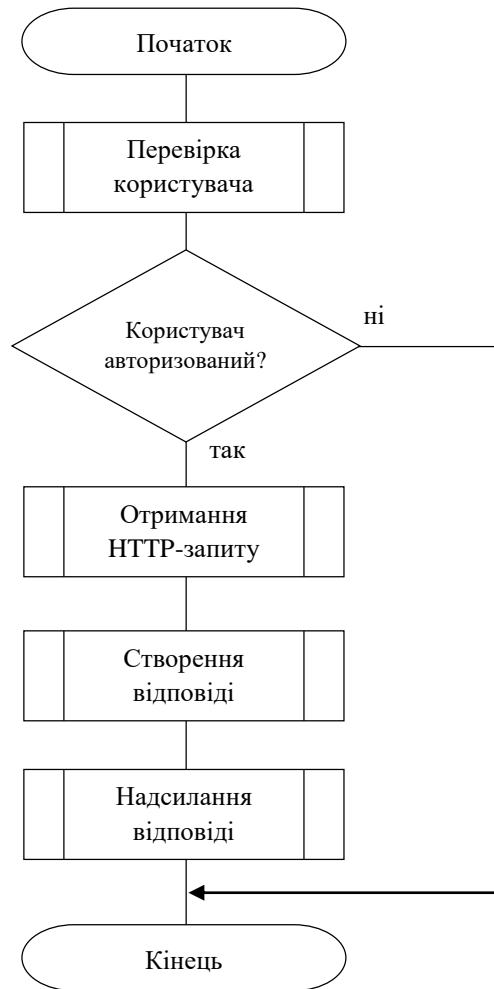 Початок
Перевірка
користувача
ні
Користувач
авторизований?
так
Отримання
HTTP-запиту
Створення
відповіді
Надсилання
відповіді
Кінець